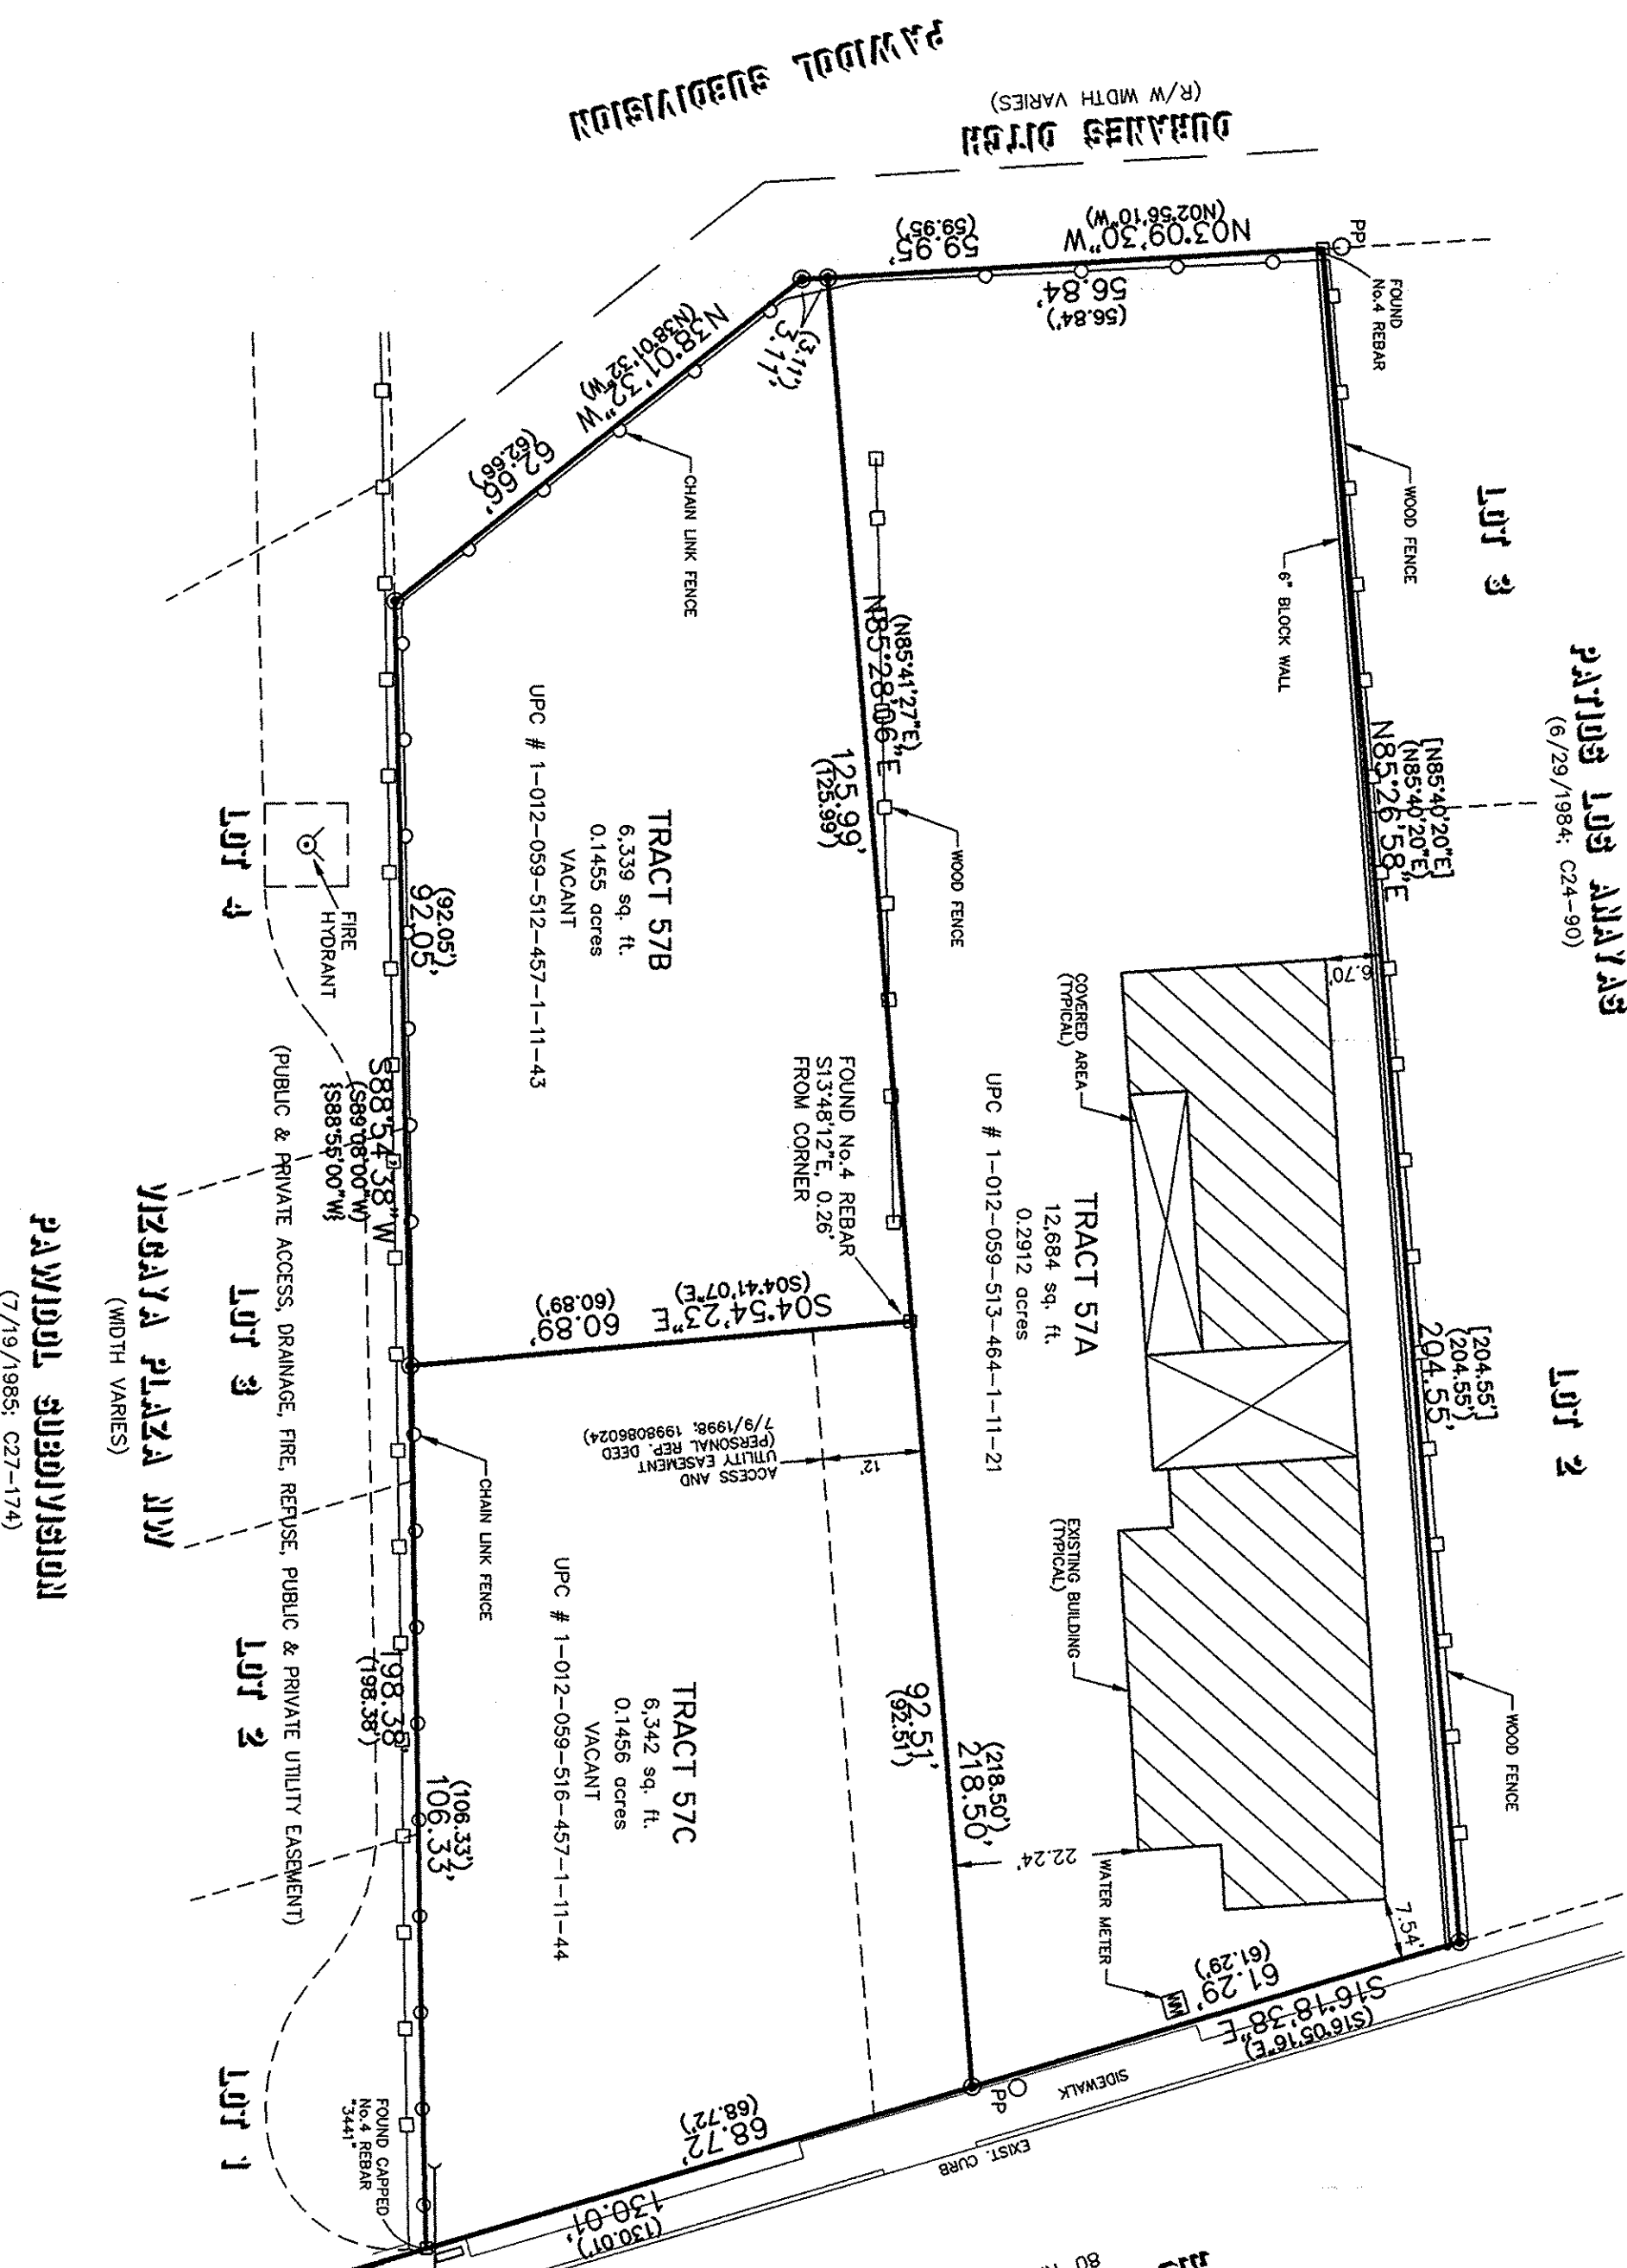 PAWIDOL SUBDIVISION
DURANES DITCH
(R/W WIDTH VARIES)
PP
FOUND
No.4 REBAR
N03°09'30"W
(N02°56'10"W)
59.95'
(59.95')
56.84'
(56.84')
3.11'
(3.11')
N38°01'32"W
(N38°01'32"W)
62.66'
(62.66')
CHAIN LINK FENCE
WOOD FENCE
6" BLOCK WALL
LOT 3
PATIOS LOS ANAYAS
(6/29/1984; C24-90)
[N85°40'20"E]
(N85°40'20"E)
N85°26'58"E
[204.55']
(204.55')
204.55'
LOT 2
WOOD FENCE
(N85°41'27"E)
N85°28'06"E
125.99'
(125.99')
WOOD FENCE
TRACT 57B
6,339 sq. ft.
0.1455 acres
VACANT
UPC # 1-012-059-512-457-1-11-43
FOUND No.4 REBAR
S13°48'12"E, 0.26'
FROM CORNER
TRACT 57A
12,684 sq. ft.
0.2912 acres
UPC # 1-012-059-513-464-1-11-21
COVERED AREA
(TYPICAL)
6.70'
EXISTING BUILDING
(TYPICAL)
22.24'
7.54'
WATER METER
WM
S04°54'23"E
(S04°41'07"E)
60.89'
(60.89')
ACCESS AND
UTILITY EASEMENT
(PERSONAL REP. DEED
7/9/1998; 1998086024)
12'
92.51'
(92.51')
(218.50')
218.50'
TRACT 57C
6,342 sq. ft.
0.1456 acres
VACANT
UPC # 1-012-059-516-457-1-11-44
CHAIN LINK FENCE
(92.05')
92.05'
S88°54'38"W
(S89°08'00"W)
{S88°55'00"W}
198.38'
(198.38')
(106.33')
106.33'
FIRE
HYDRANT
(PUBLIC & PRIVATE ACCESS, DRAINAGE, FIRE, REFUSE, PUBLIC & PRIVATE UTILITY EASEMENT)
LOT 4
LOT 3
LOT 2
LOT 1
VIZCAYA PLAZA NW
(WIDTH VARIES)
PAWIDOL SUBDIVISION
(7/19/1985; C27-174)
FOUND CAPPED
No.4 REBAR
"3441"
61.29'
(61.29')
S16°18'38"E
(S16°05'16"E)
PP
SIDEWALK
EXIST. CURB
68.72'
(68.72')
130.01'
(130.01')
80